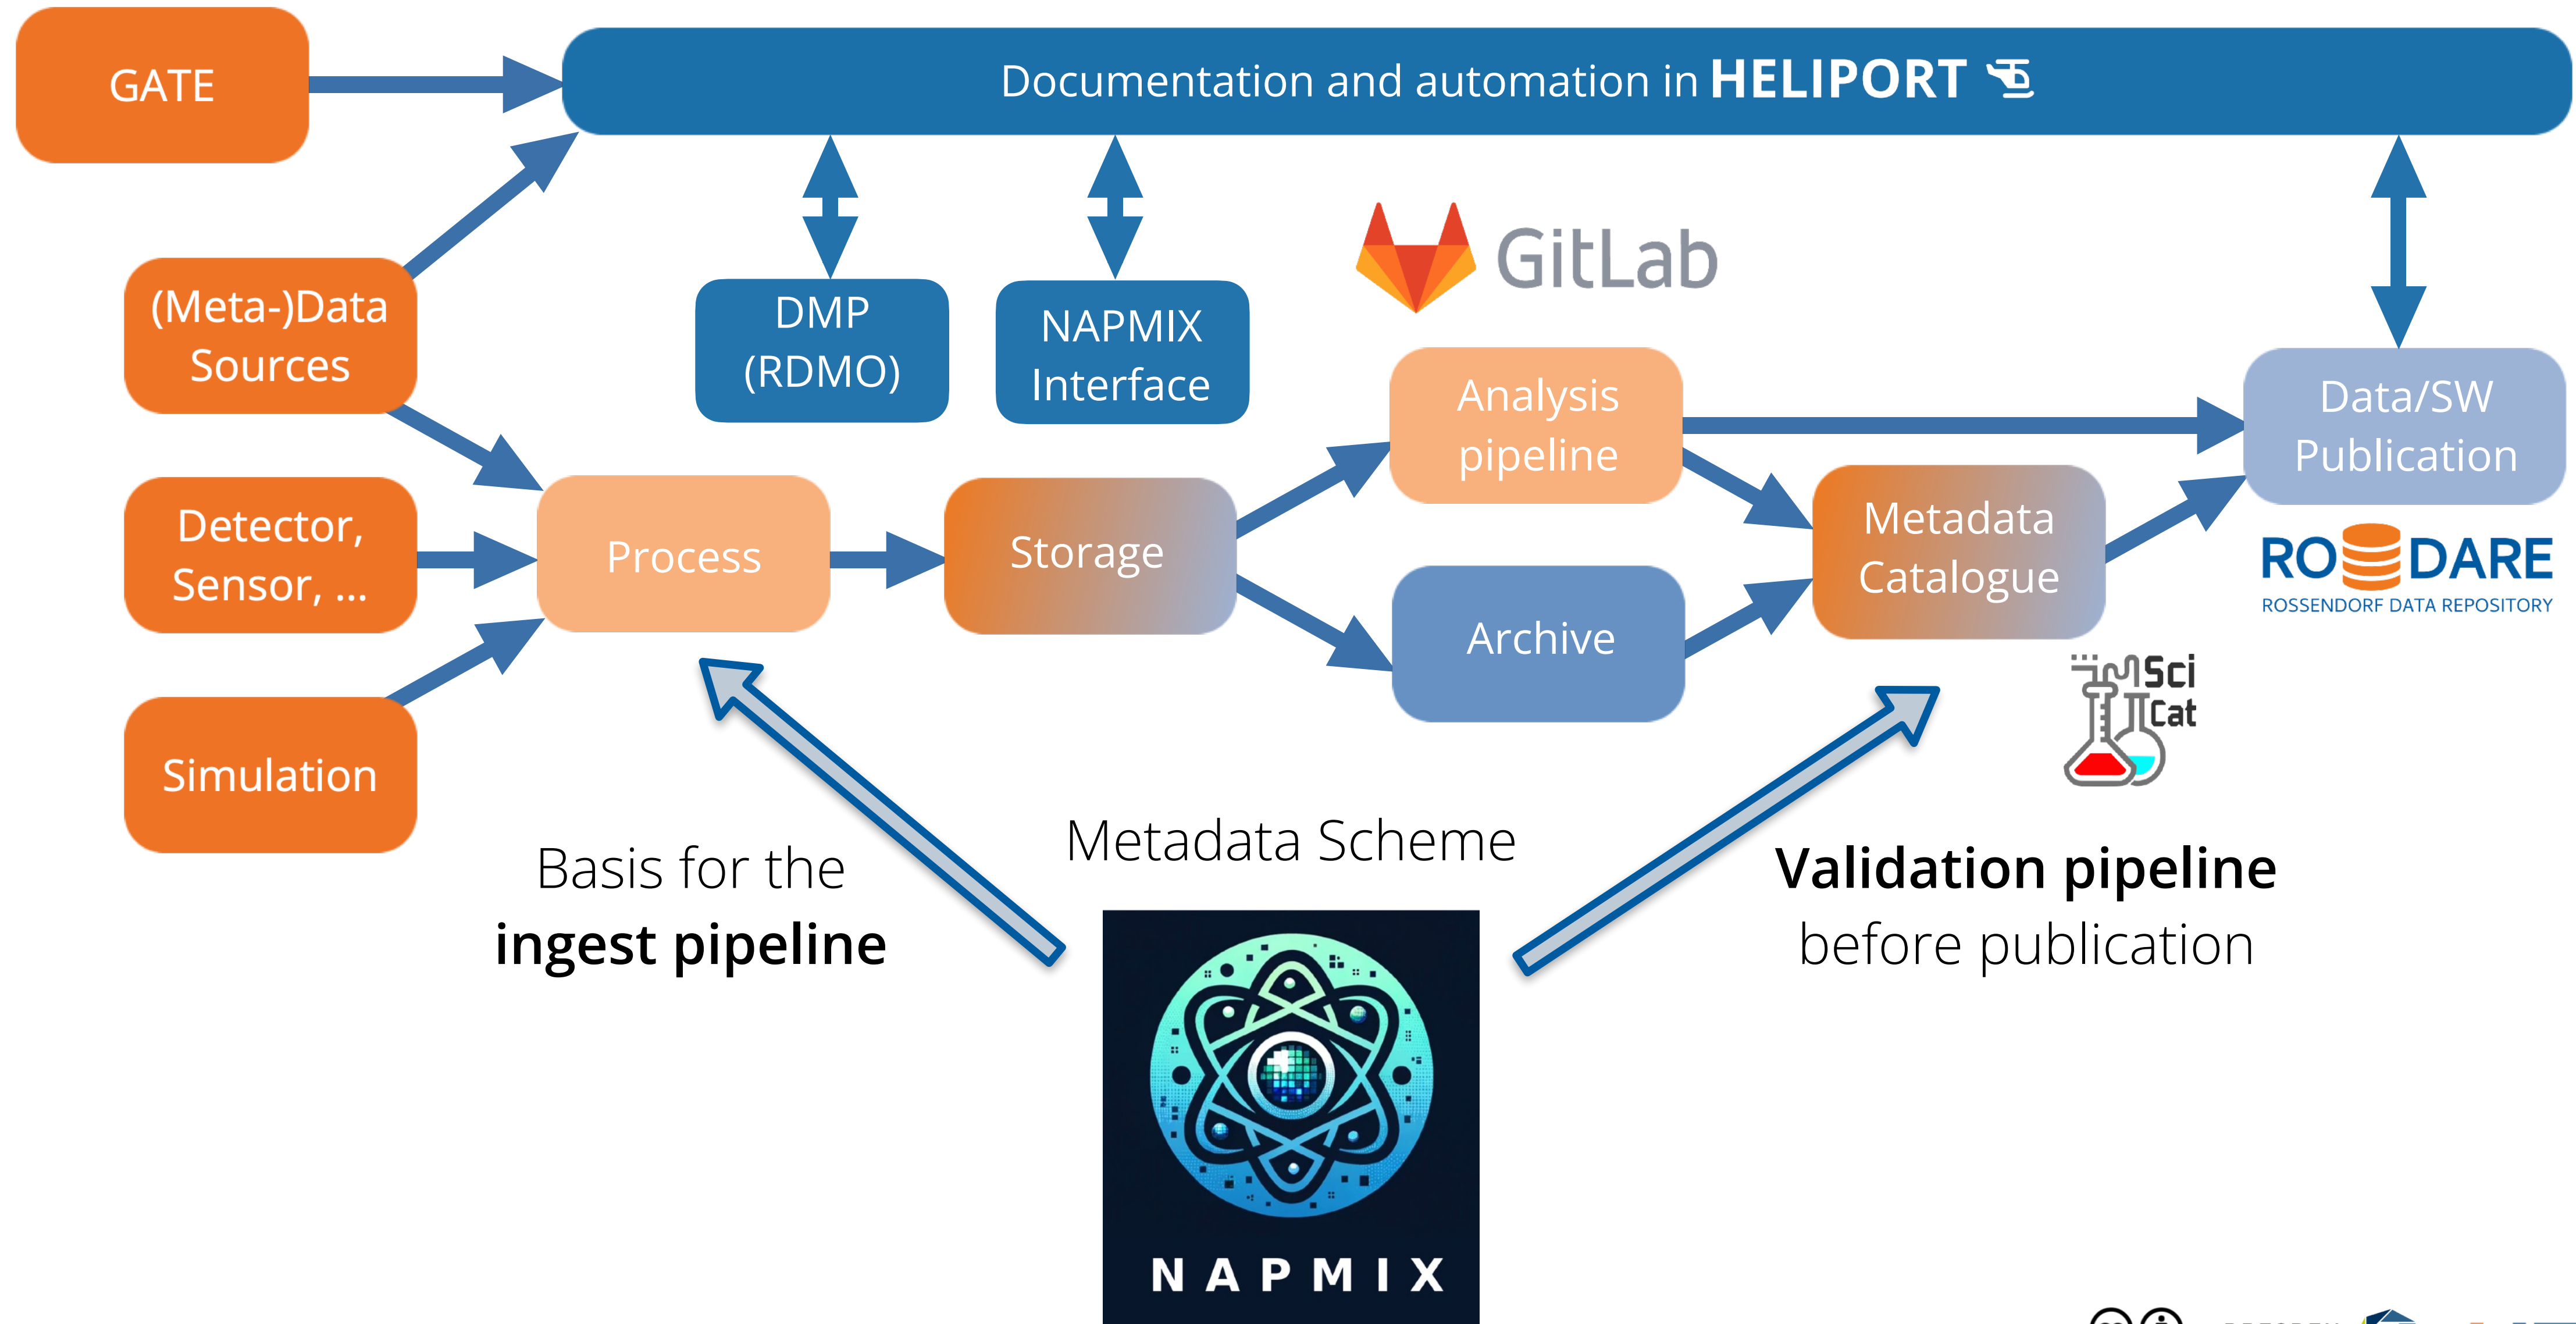 GATE
Documentation and automation in HELIPORT
(Meta-)Data
Sources
DMP
(RDMO)
NAPMIX
Interface
GitLab
Analysis
pipeline
Data/SW
Publication
Detector,
Sensor, ...
Process
Storage
Metadata
Catalogue
Archive
RODARE
ROSSENDORF DATA REPOSITORY
Sci
Cat
Simulation
Basis for the
ingest pipeline
Metadata Scheme
Validation pipeline
before publication
NAPMIX